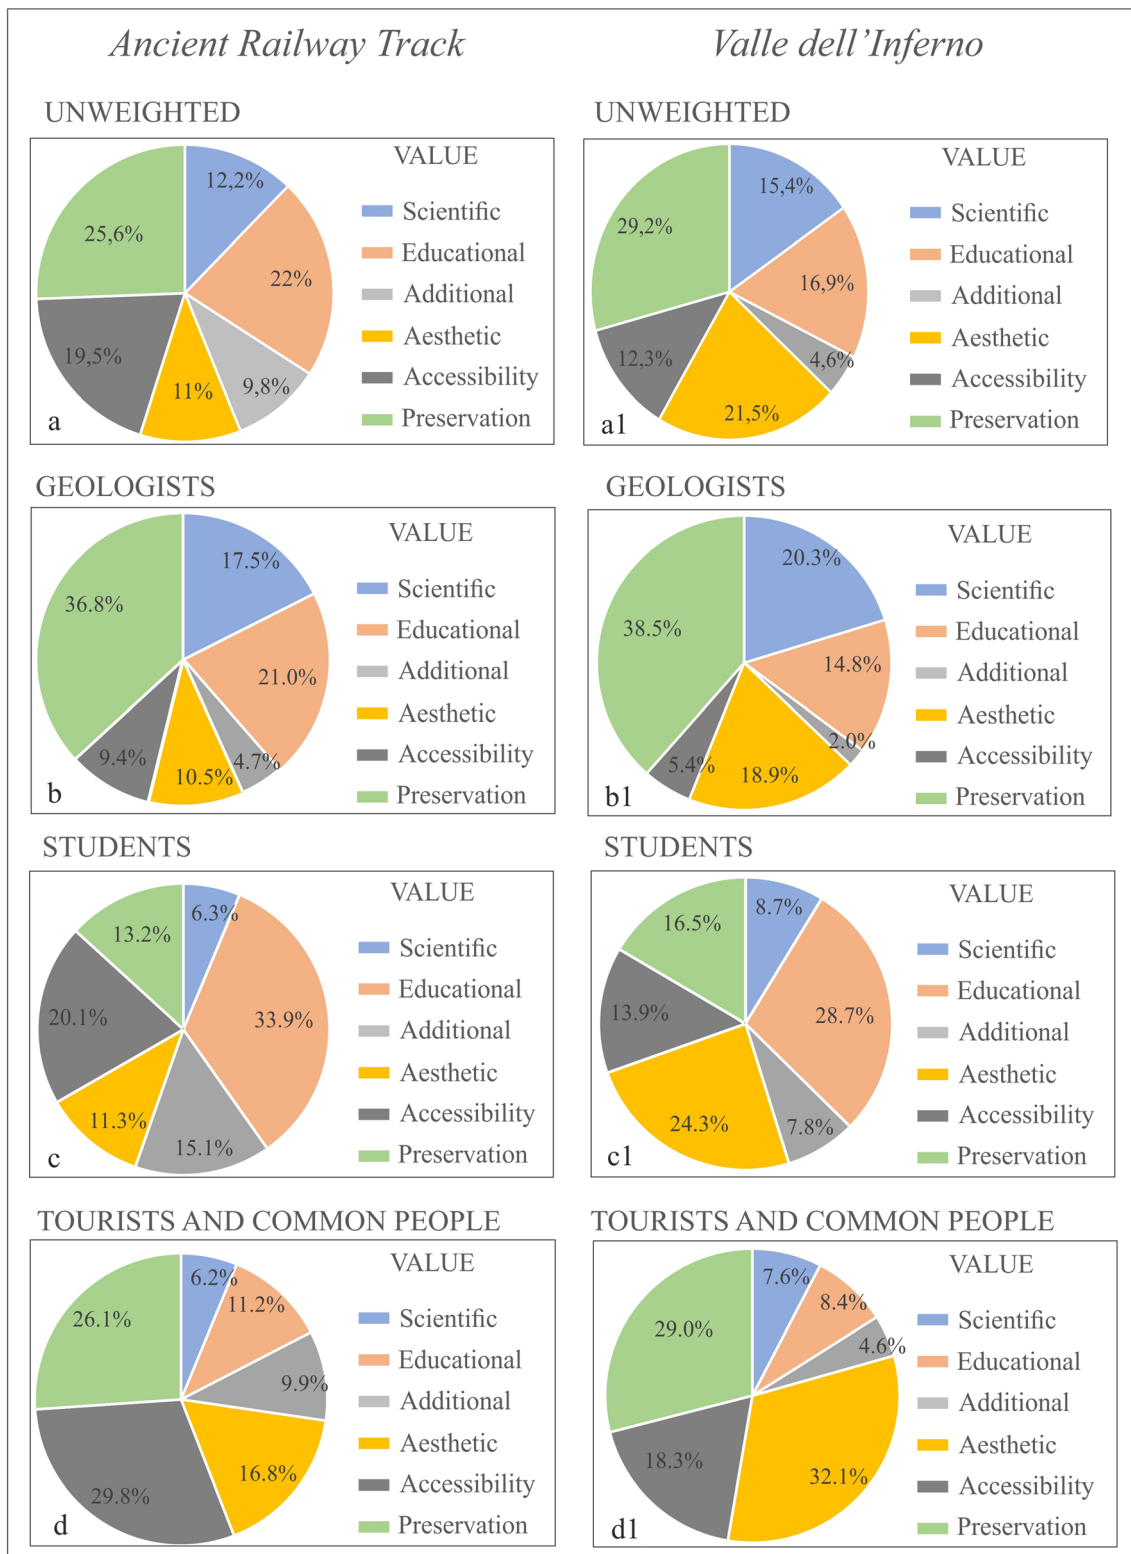 Ancient Railway Track
Valle dell'Inferno
UNWEIGHTED
VALUE
12,2%
22%
9,8%
11%
19,5%
25,6%
Scientific
Educational
Additional
Aesthetic
Accessibility
Preservation
a
UNWEIGHTED
VALUE
15,4%
16,9%
4,6%
21,5%
12,3%
29,2%
Scientific
Educational
Additional
Aesthetic
Accessibility
Preservation
a1
GEOLOGISTS
VALUE
17.5%
21.0%
4.7%
10.5%
9.4%
36.8%
Scientific
Educational
Additional
Aesthetic
Accessibility
Preservation
b
GEOLOGISTS
VALUE
20.3%
14.8%
2.0%
18.9%
5.4%
38.5%
Scientific
Educational
Additional
Aesthetic
Accessibility
Preservation
b1
STUDENTS
VALUE
6.3%
33.9%
15.1%
11.3%
20.1%
13.2%
Scientific
Educational
Additional
Aesthetic
Accessibility
Preservation
c
STUDENTS
VALUE
8.7%
28.7%
7.8%
24.3%
13.9%
16.5%
Scientific
Educational
Additional
Aesthetic
Accessibility
Preservation
c1
TOURISTS AND COMMON PEOPLE
VALUE
6.2%
11.2%
9.9%
16.8%
29.8%
26.1%
Scientific
Educational
Additional
Aesthetic
Accessibility
Preservation
d
TOURISTS AND COMMON PEOPLE
VALUE
7.6%
8.4%
4.6%
32.1%
18.3%
29.0%
Scientific
Educational
Additional
Aesthetic
Accessibility
Preservation
d1